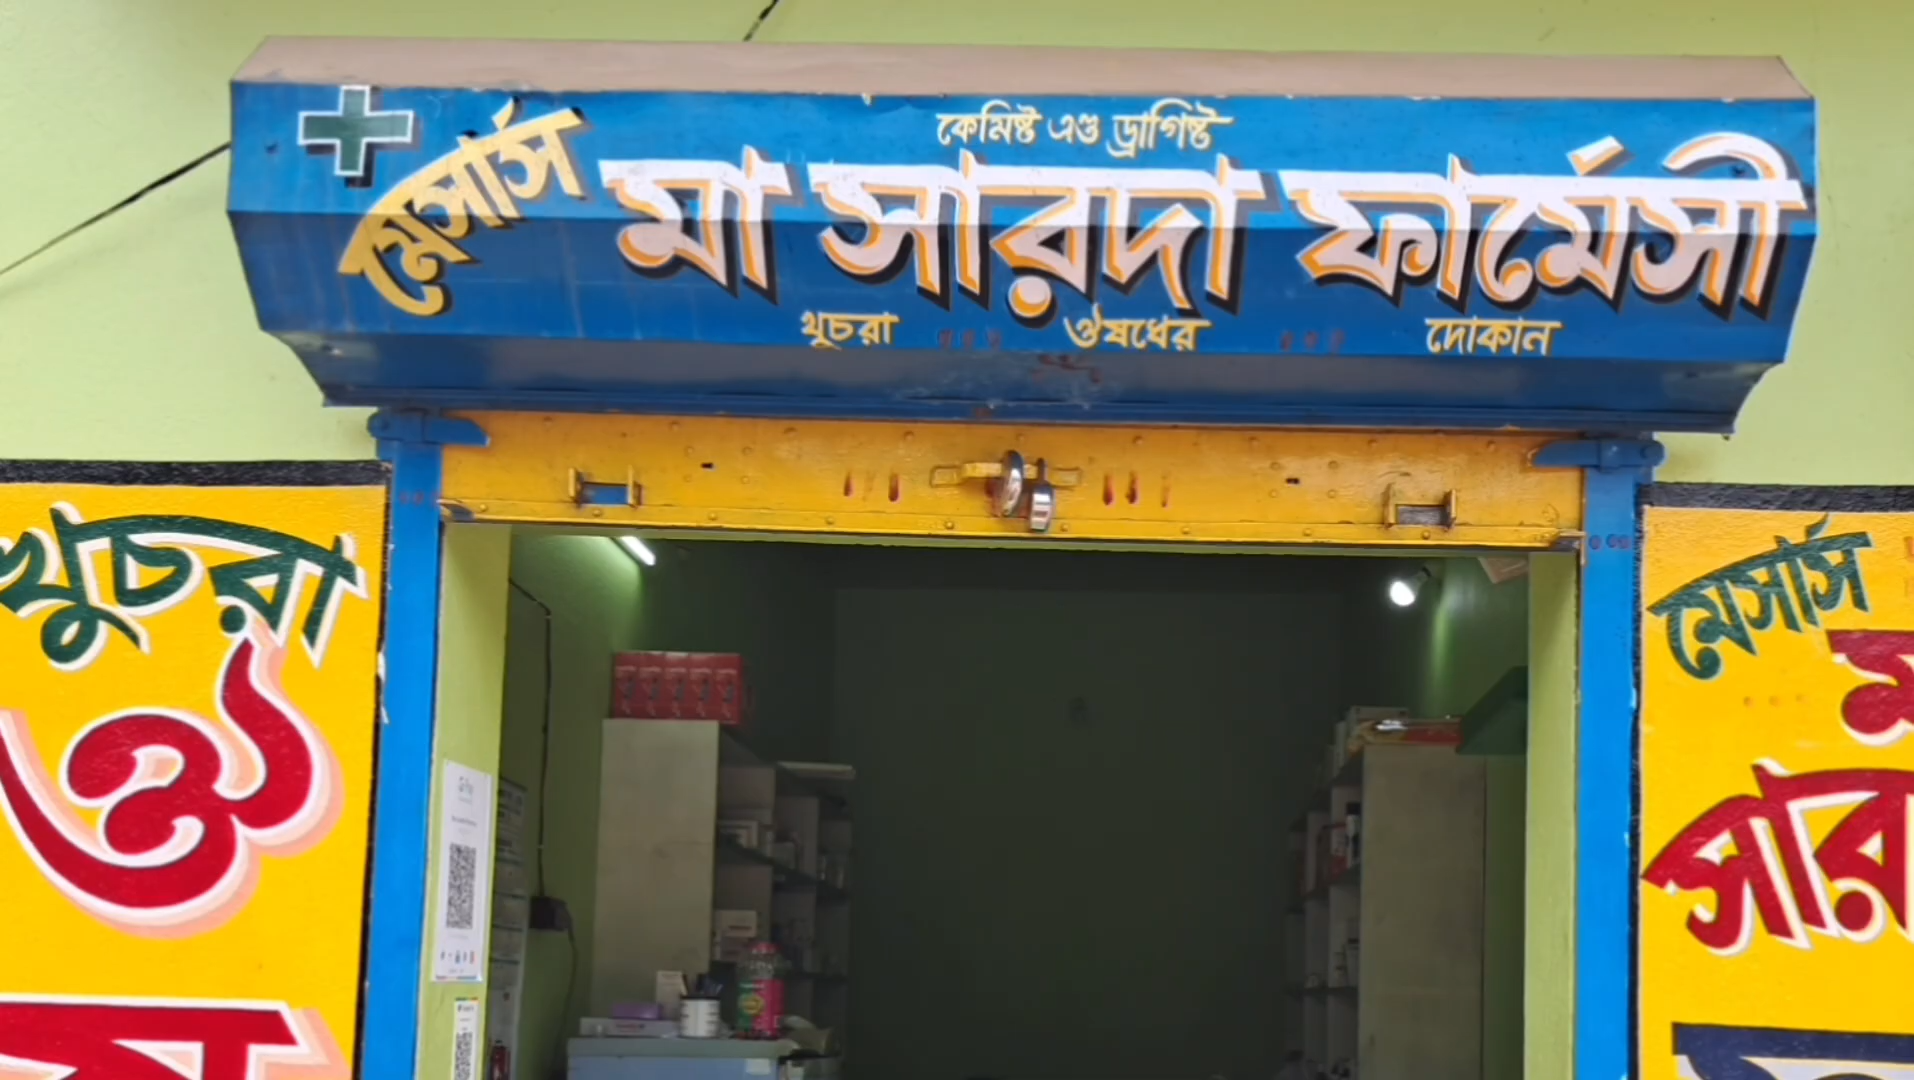 কেমিষ্ট এণ্ড ড্রাগিষ্ট
মেসার্স মা সারদা ফার্মেসী
খুচরা ঔষধের দোকান
খুচরা
ঔ
মেসার্স
সার